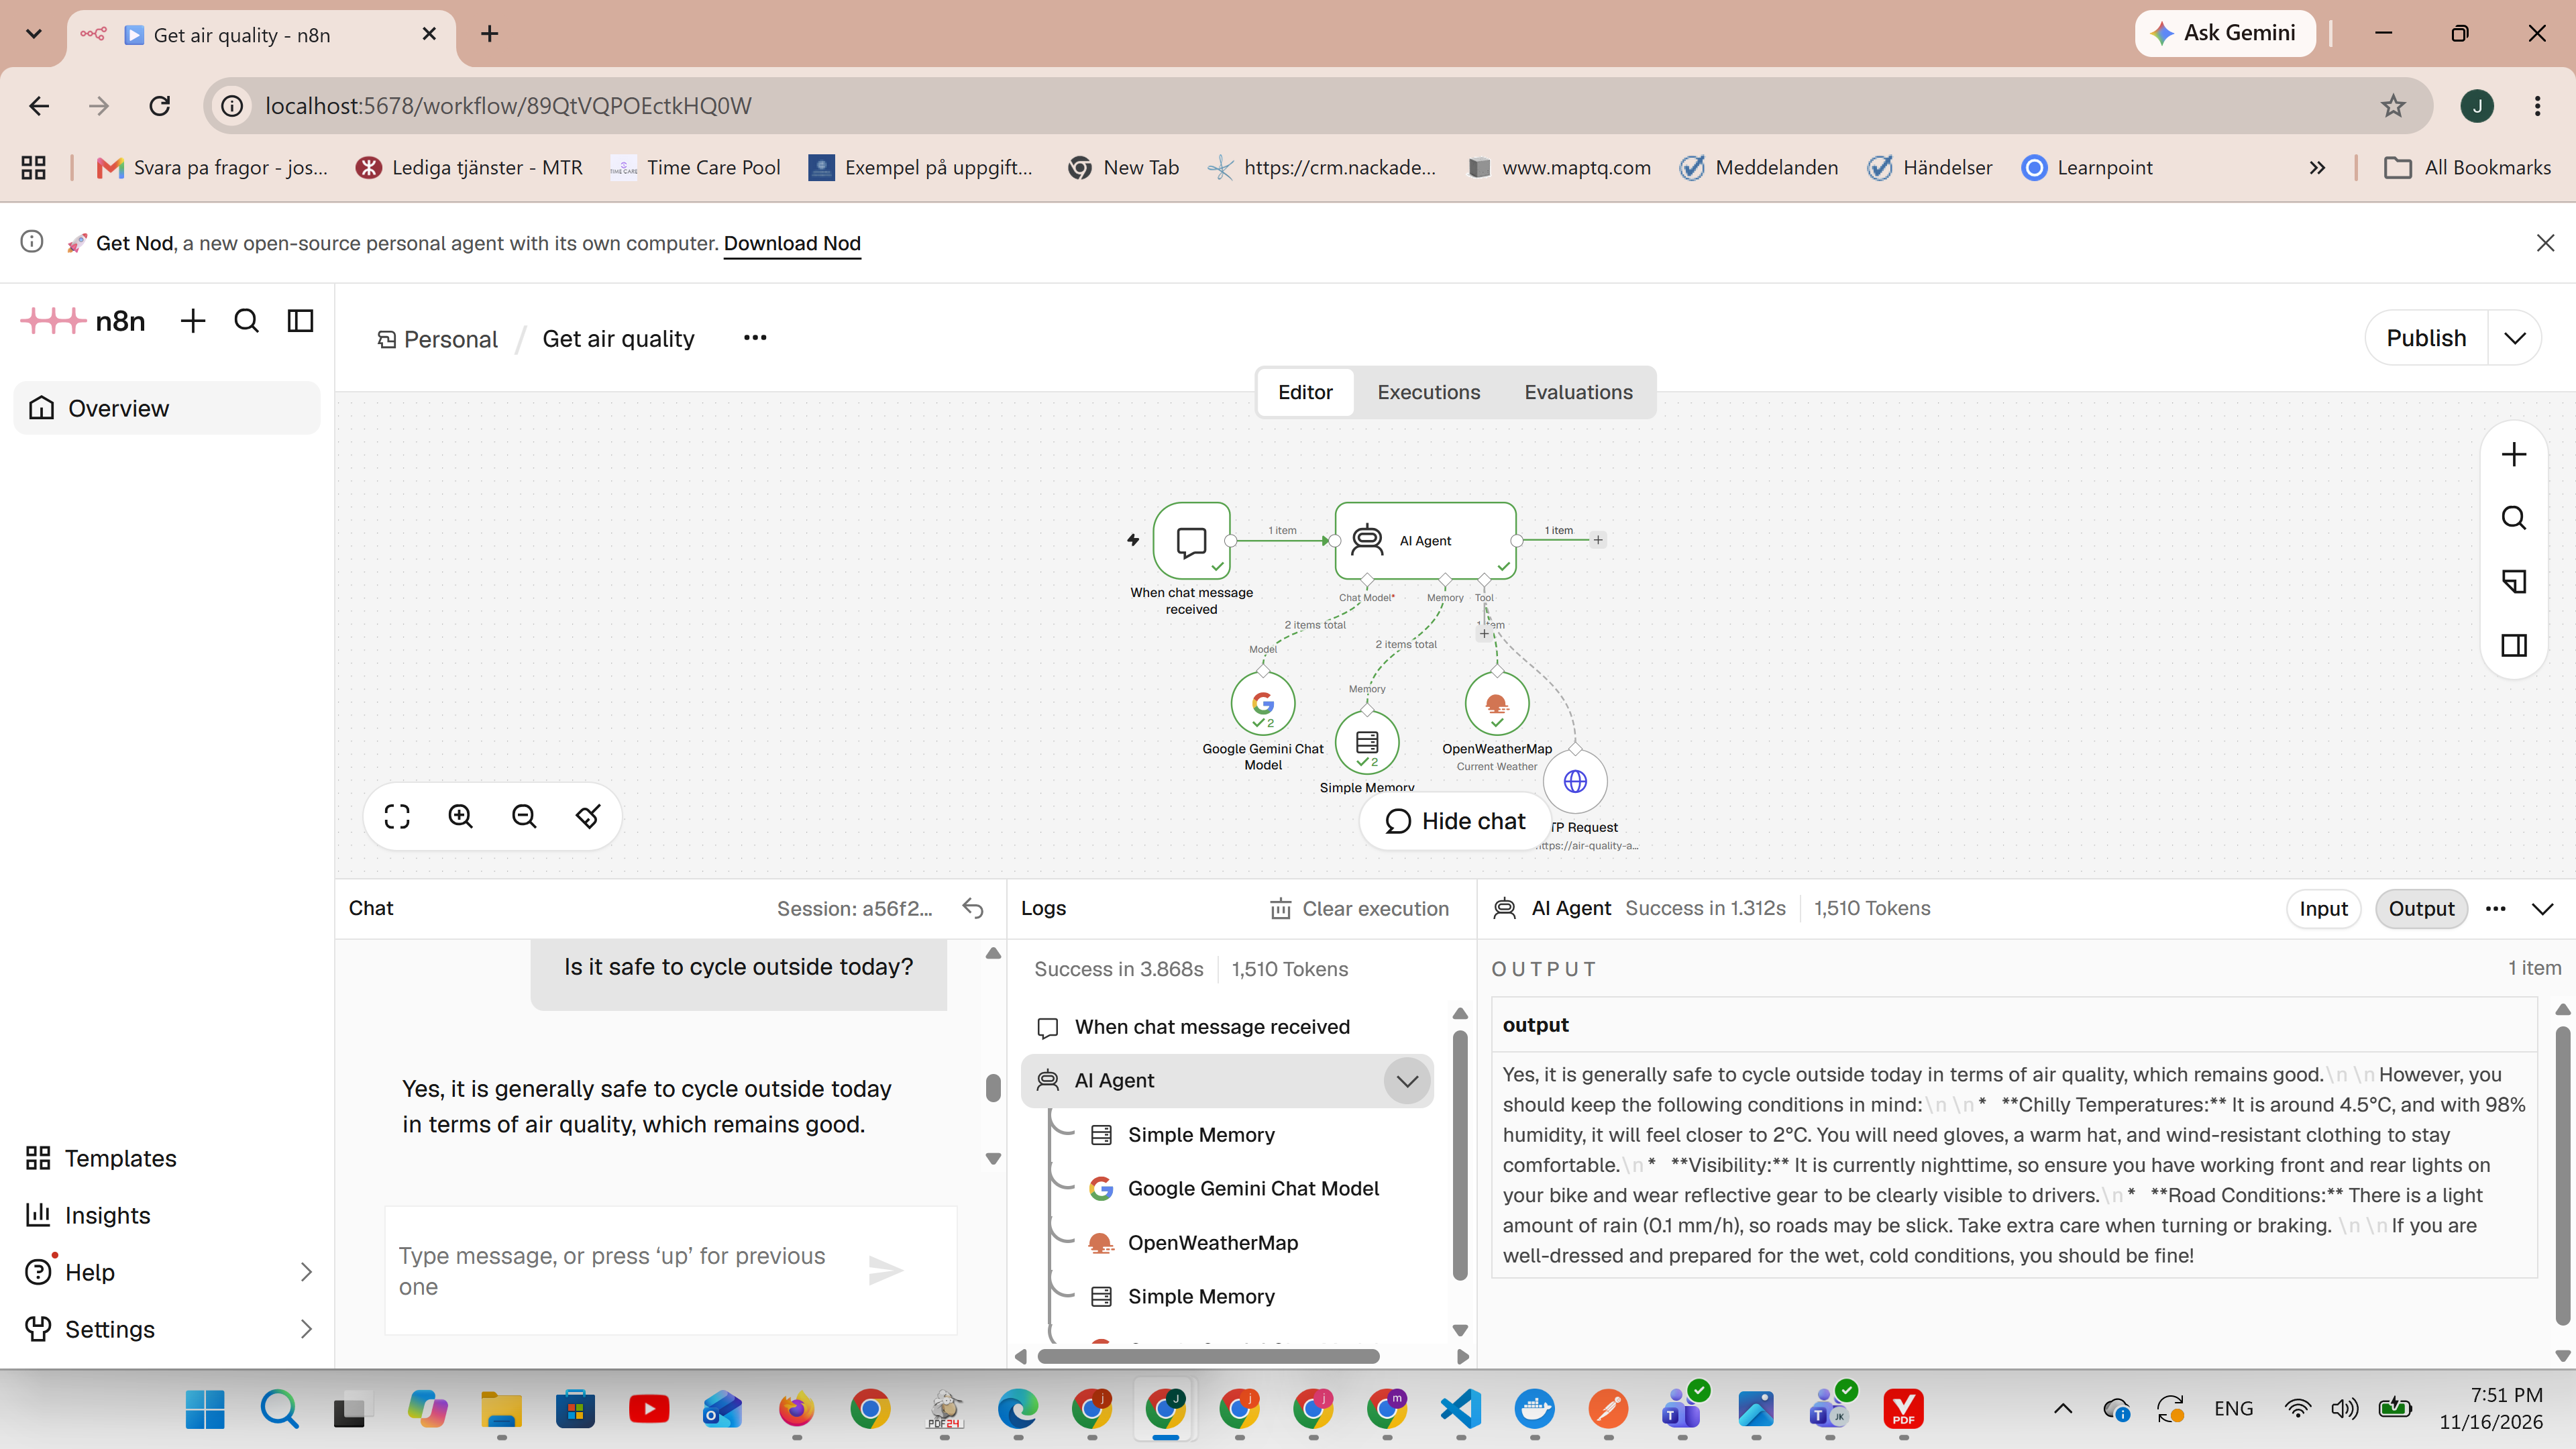 Get air quality - n8n
Ask Gemini
localhost:5678/workflow/89QtVQPOEctkHQ0W
J
Svara pa fragor - jos...
Lediga tjänster - MTR
Time Care Pool
Exempel på uppgift...
New Tab
https://crm.nackade...
www.maptq.com
Meddelanden
Händelser
Learnpoint
All Bookmarks
Get Nod, a new open-source personal agent with its own computer. Download Nod
n8n
Personal / Get air quality
Publish
Overview
Editor
Executions
Evaluations
1 item
AI Agent
1 item
When chat message
received
Chat Model*
Memory
Tool
2 items total
2 items total
Model
Memory
2
2
Google Gemini Chat
Model
Simple Memory
OpenWeatherMap
Current Weather
TP Request
ttps://air-quality-a...
Hide chat
Chat
Session: a56f2...
Is it safe to cycle outside today?
Yes, it is generally safe to cycle outside today
in terms of air quality, which remains good.
Type message, or press ‘up’ for previous
one
Logs
Clear execution
Success in 3.868s
1,510 Tokens
When chat message received
AI Agent
Simple Memory
Google Gemini Chat Model
OpenWeatherMap
Simple Memory
AI Agent
Success in 1.312s
1,510 Tokens
Input
Output
OUTPUT
1 item
output
Yes, it is generally safe to cycle outside today in terms of air quality, which remains good.\n\nHowever, you
should keep the following conditions in mind:\n\n* **Chilly Temperatures:** It is around 4.5°C, and with 98%
humidity, it will feel closer to 2°C. You will need gloves, a warm hat, and wind-resistant clothing to stay
comfortable.\n* **Visibility:** It is currently nighttime, so ensure you have working front and rear lights on
your bike and wear reflective gear to be clearly visible to drivers.\n* **Road Conditions:** There is a light
amount of rain (0.1 mm/h), so roads may be slick. Take extra care when turning or braking. \n\nIf you are
well-dressed and prepared for the wet, cold conditions, you should be fine!
Templates
Insights
Help
Settings
PDF24
j
J
j
j
m
T
T
JK
PDF
ENG
7:51 PM
11/16/2026